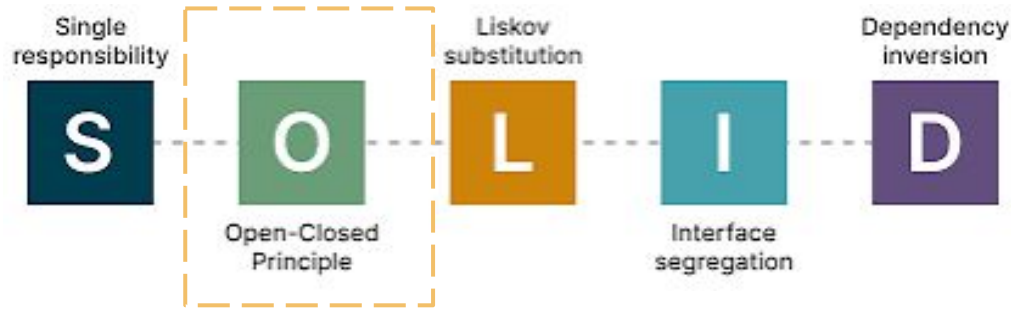 Single
responsibility
Liskov
substitution
Dependency
inversion
S
O
L
I
D
Open-Closed
Principle
Interface
segregation